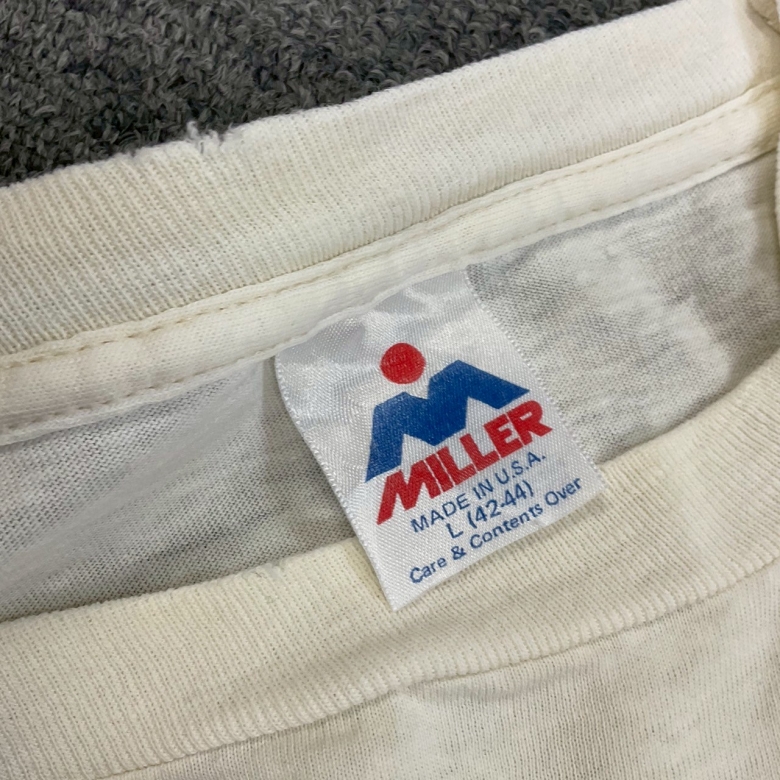 MILLER
MADE IN U.S.A.
L (42-44)
Care & Contents Over